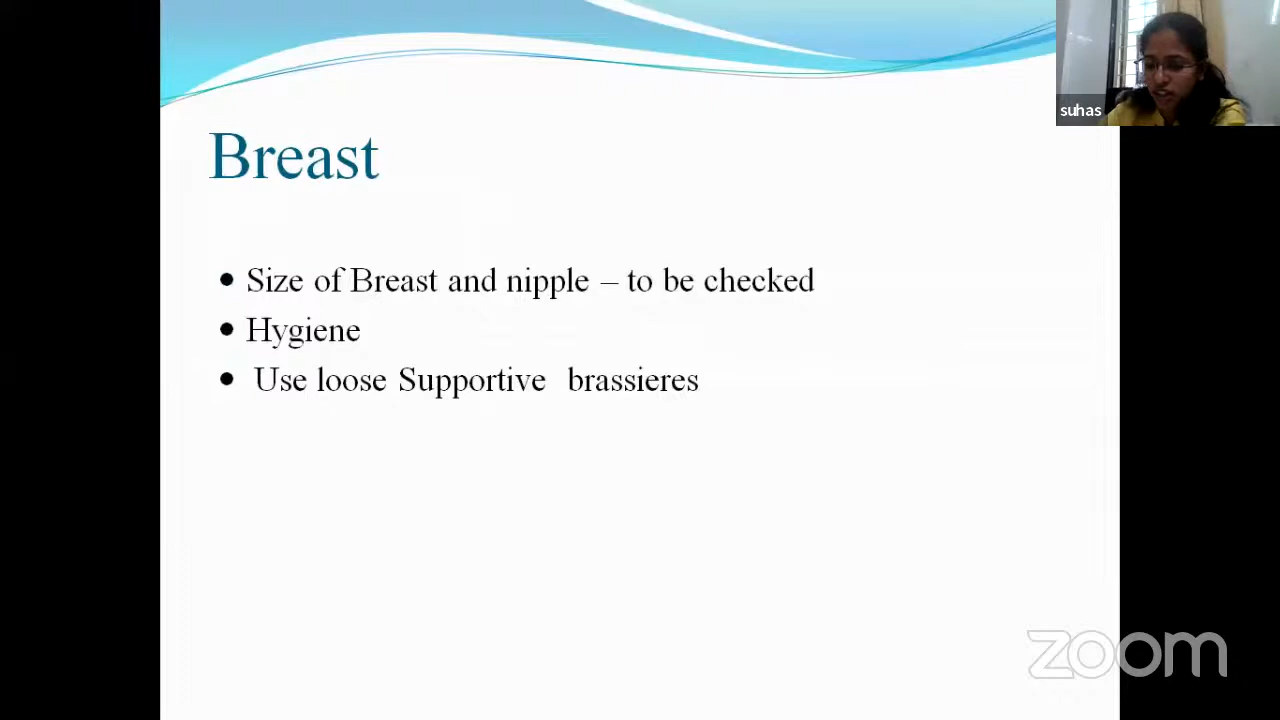 suhas
Breast
• Size of Breast and nipple – to be checked
• Hygiene
• Use loose Supportive brassieres
zoom